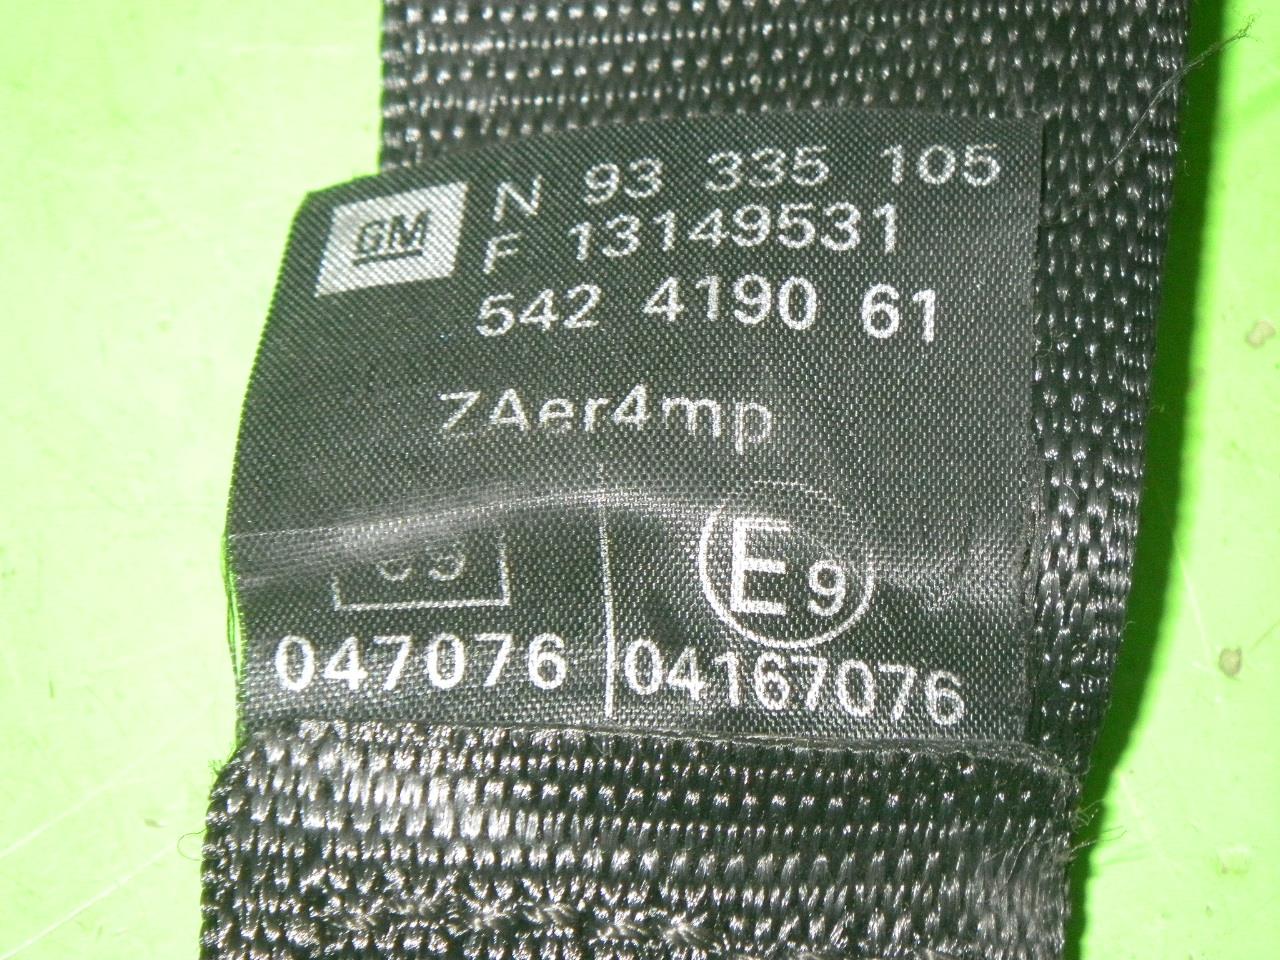 GM
N 93 335 105
F 13149531
542 4190 61
ZAer4mp
E9
047076
04167076